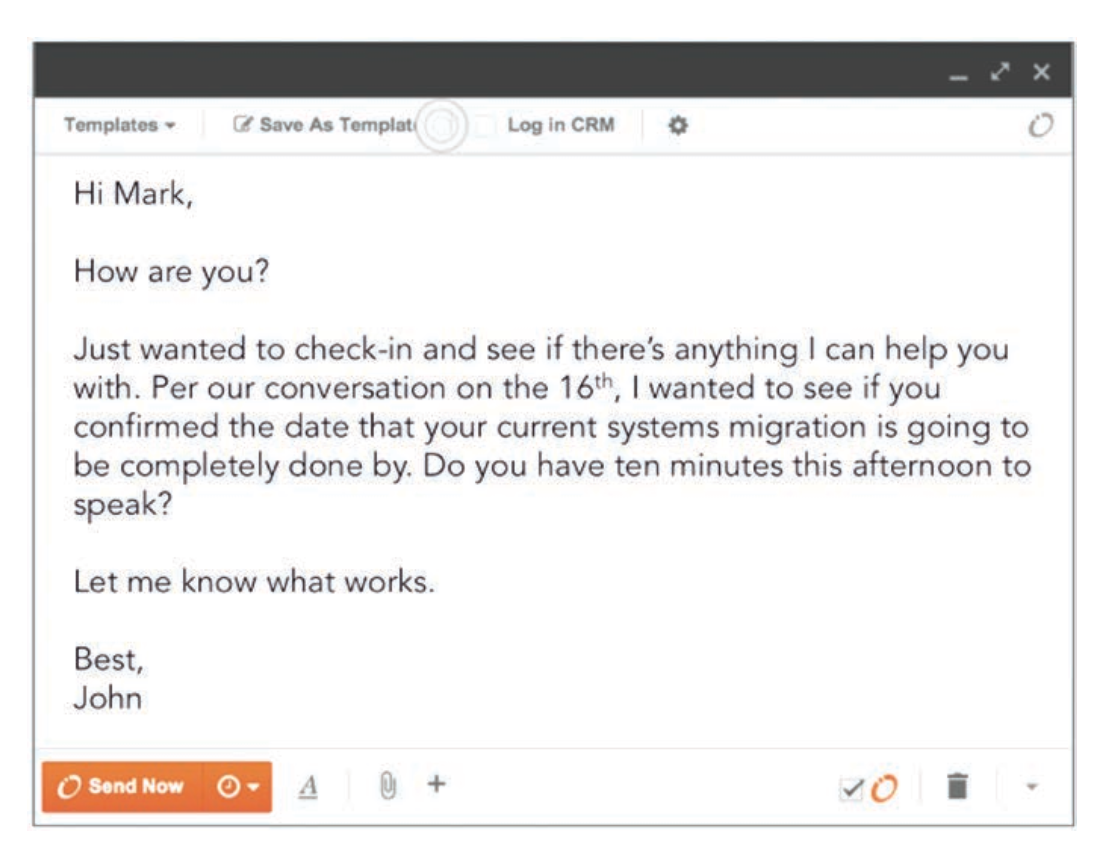 Templates
Save As Templat
Log in CRM
Hi Mark,
How are you?
Just wanted to check-in and see if there's anything I can help you
with. Per our conversation on the 16th, I wanted to see if you
confirmed the date that your current systems migration is going to
be completely done by. Do you have ten minutes this afternoon to
speak?
Let me know what works.
Best,
John
Send Now
A